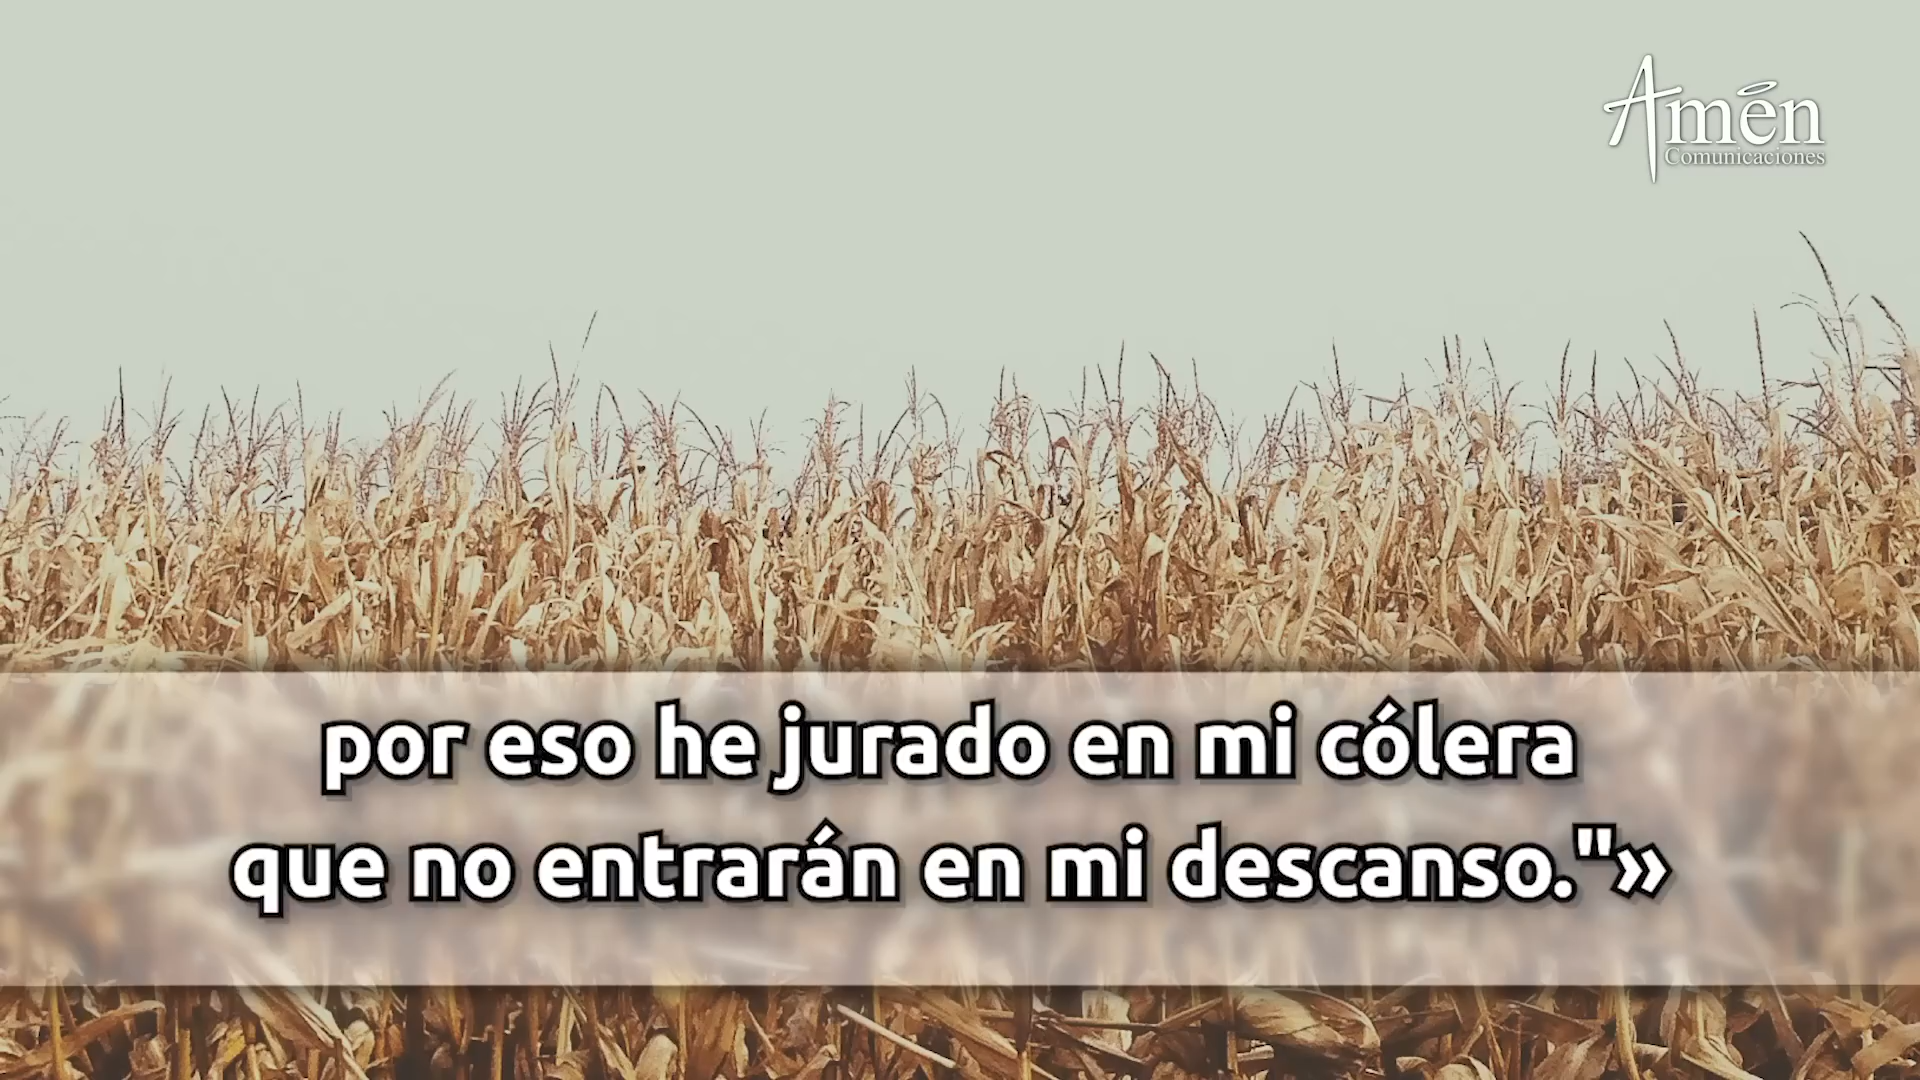 Amén
Comunicaciones
por eso he jurado en mi cólera
que no entrarán en mi descanso."»